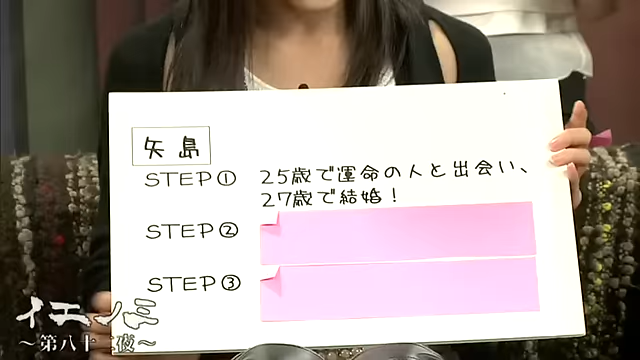 矢島
STEP① 25歳で運命の人と出会い、
27歳で結婚！
STEP②
STEP③
イエノミ
～第八十二夜～